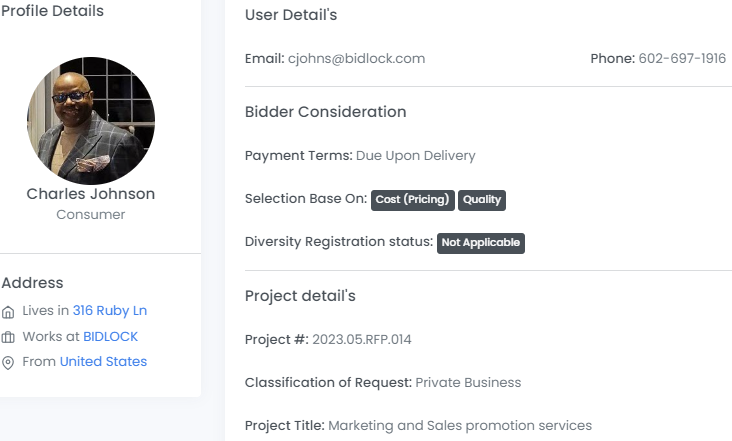 Profile Details
Charles Johnson
Consumer
Address
Lives in 316 Ruby Ln
Works at BIDLOCK
From United States
User Detail's
Email: cjohns@bidlock.com
Phone: 602-697-1916
Bidder Consideration
Payment Terms: Due Upon Delivery
Selection Base On: Cost (Pricing) Quality
Diversity Registration status: Not Applicable
Project detail's
Project #: 2023.05.RFP.014
Classification of Request: Private Business
Project Title: Marketing and Sales promotion services